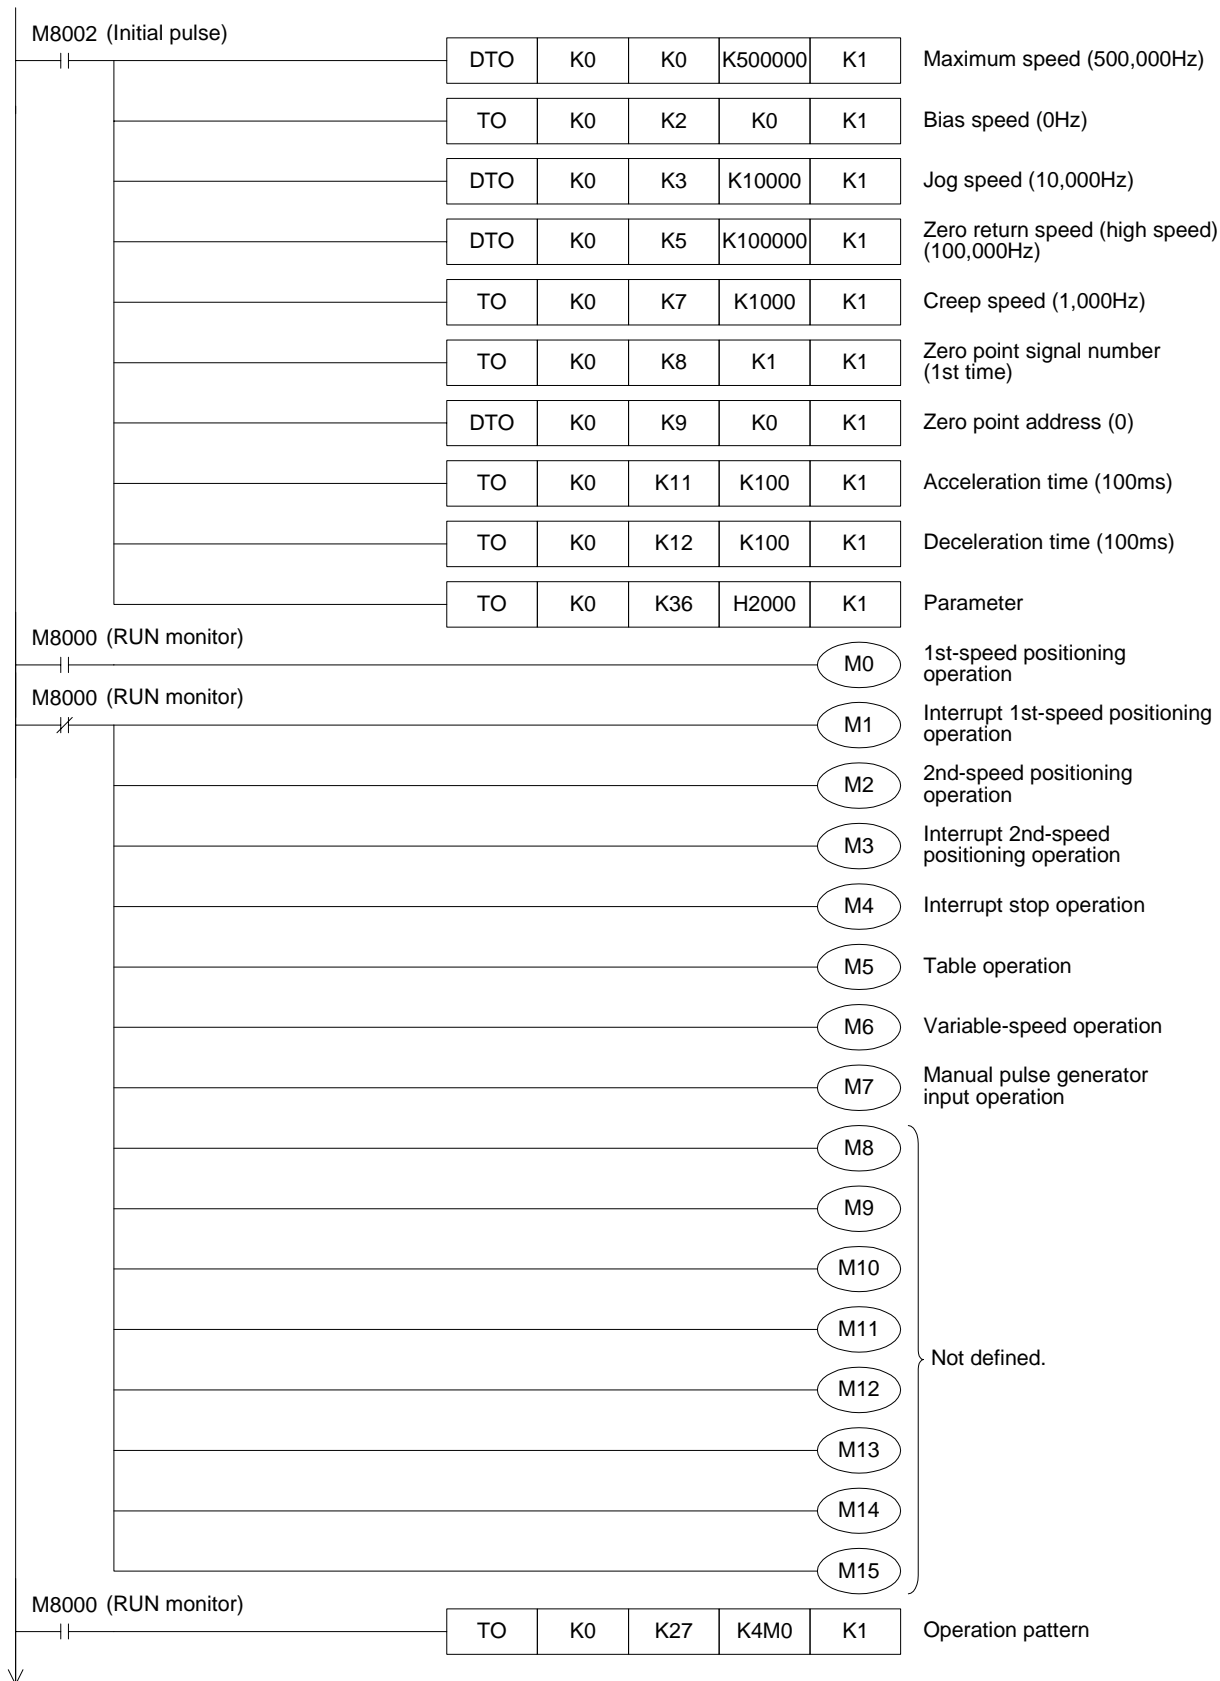 M8002 (Initial pulse)
DTO K0 K0 K500000 K1 Maximum speed (500,000Hz)
TO K0 K2 K0 K1 Bias speed (0Hz)
DTO K0 K3 K10000 K1 Jog speed (10,000Hz)
DTO K0 K5 K100000 K1 Zero return speed (high speed)
(100,000Hz)
TO K0 K7 K1000 K1 Creep speed (1,000Hz)
TO K0 K8 K1 K1 Zero point signal number
(1st time)
DTO K0 K9 K0 K1 Zero point address (0)
TO K0 K11 K100 K1 Acceleration time (100ms)
TO K0 K12 K100 K1 Deceleration time (100ms)
TO K0 K36 H2000 K1 Parameter
M8000 (RUN monitor)
M0 1st-speed positioning
operation
M8000 (RUN monitor)
M1 Interrupt 1st-speed positioning
operation
M2 2nd-speed positioning
operation
M3 Interrupt 2nd-speed
positioning operation
M4 Interrupt stop operation
M5 Table operation
M6 Variable-speed operation
M7 Manual pulse generator
input operation
M8
M9
M10
M11
Not defined.
M12
M13
M14
M15
M8000 (RUN monitor)
TO K0 K27 K4M0 K1 Operation pattern